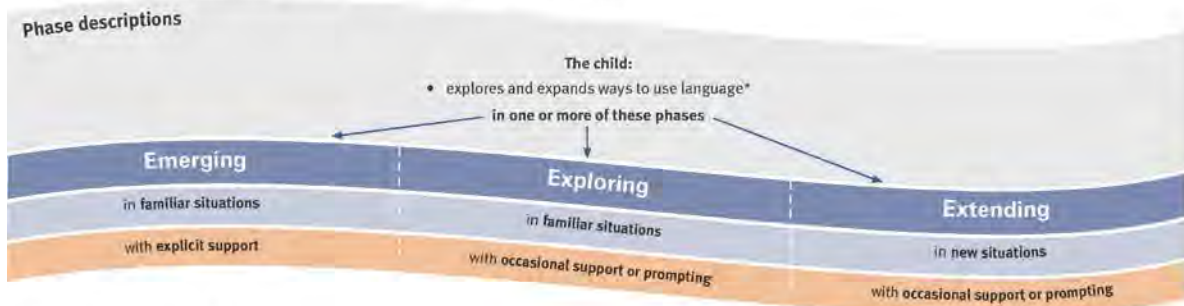 Phase descriptions
The child:
• explores and expands ways to use language*
in one or more of these phases
Emerging
Exploring
Extending
in familiar situations
in familiar situations
in new situations
with explicit support
with occasional support or prompting
with occasional support or prompting